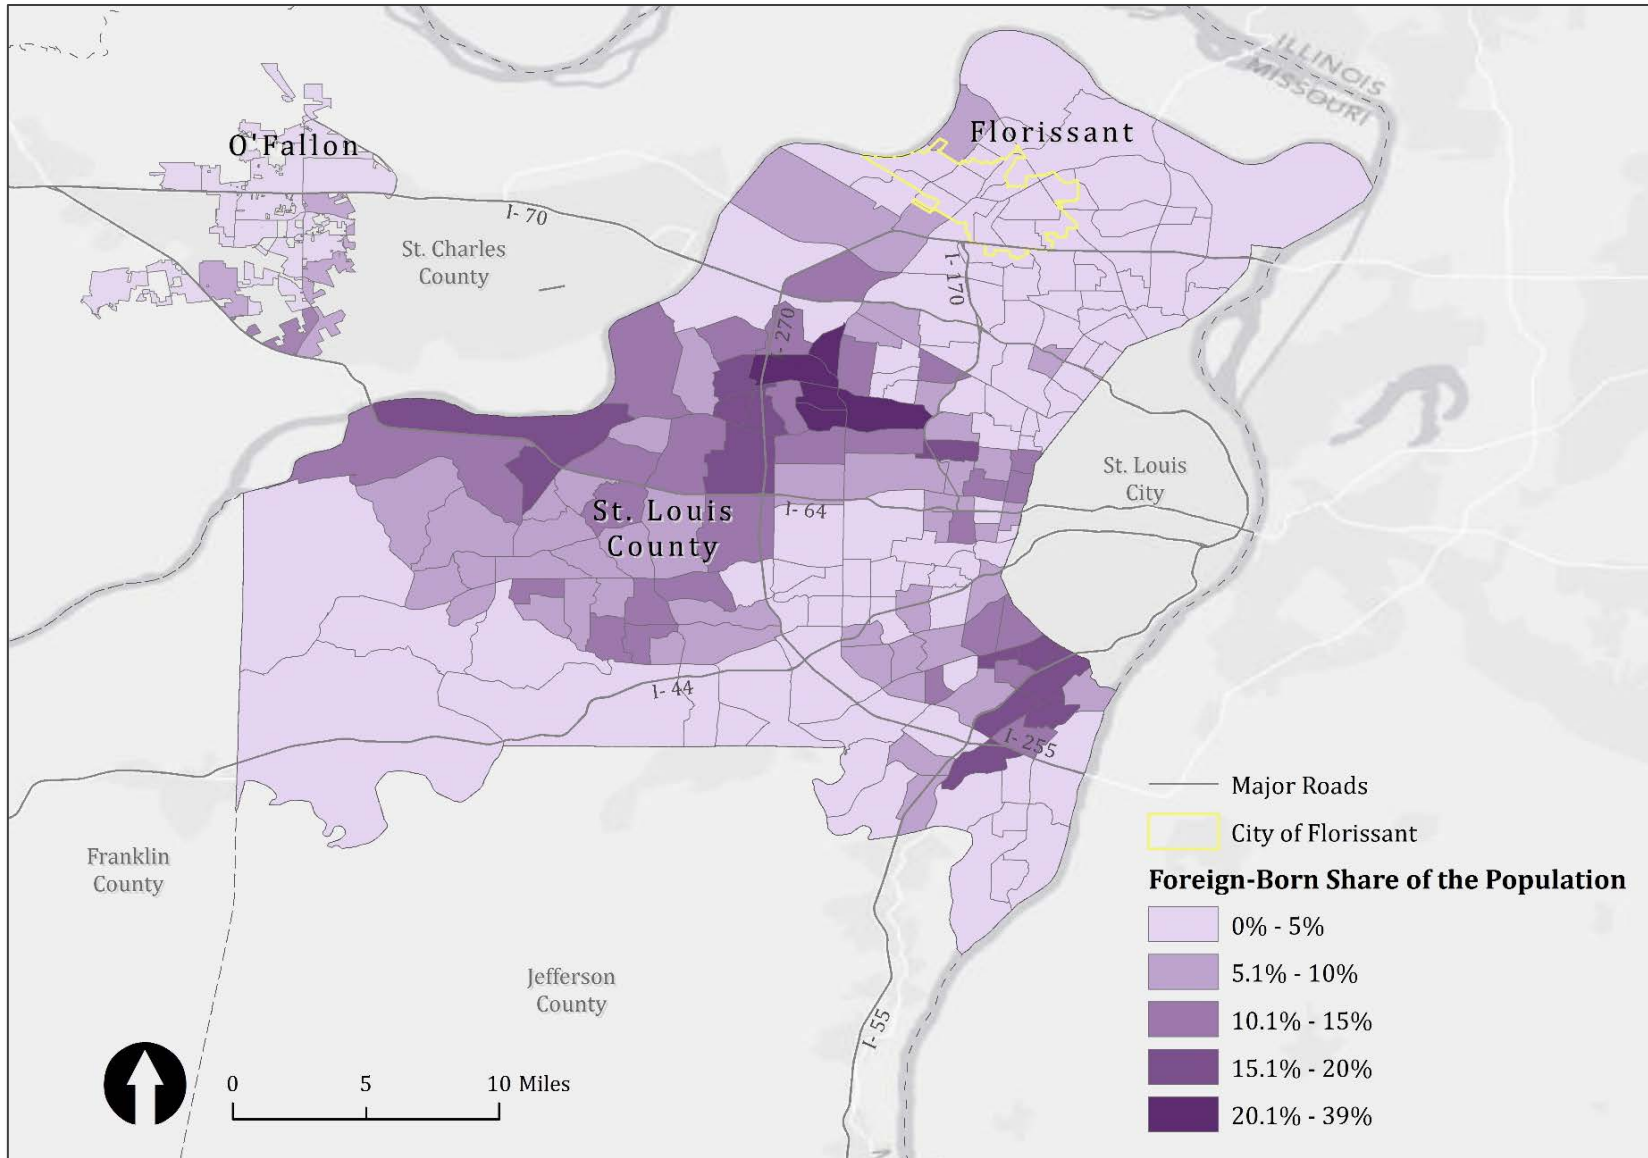 ILLINOIS
MISSOURI
O'Fallon
Florissant
I- 70
St. Charles
County
I- 170
- 270
St. Louis
City
St. Louis
County
I- 64
I- 44
I- 255
Major Roads
City of Florissant
Franklin
County
Foreign-Born Share of the Population
0% - 5%
5.1% - 10%
Jefferson
County
10.1% - 15%
I- 55
15.1% - 20%
0 5 10 Miles
20.1% - 39%